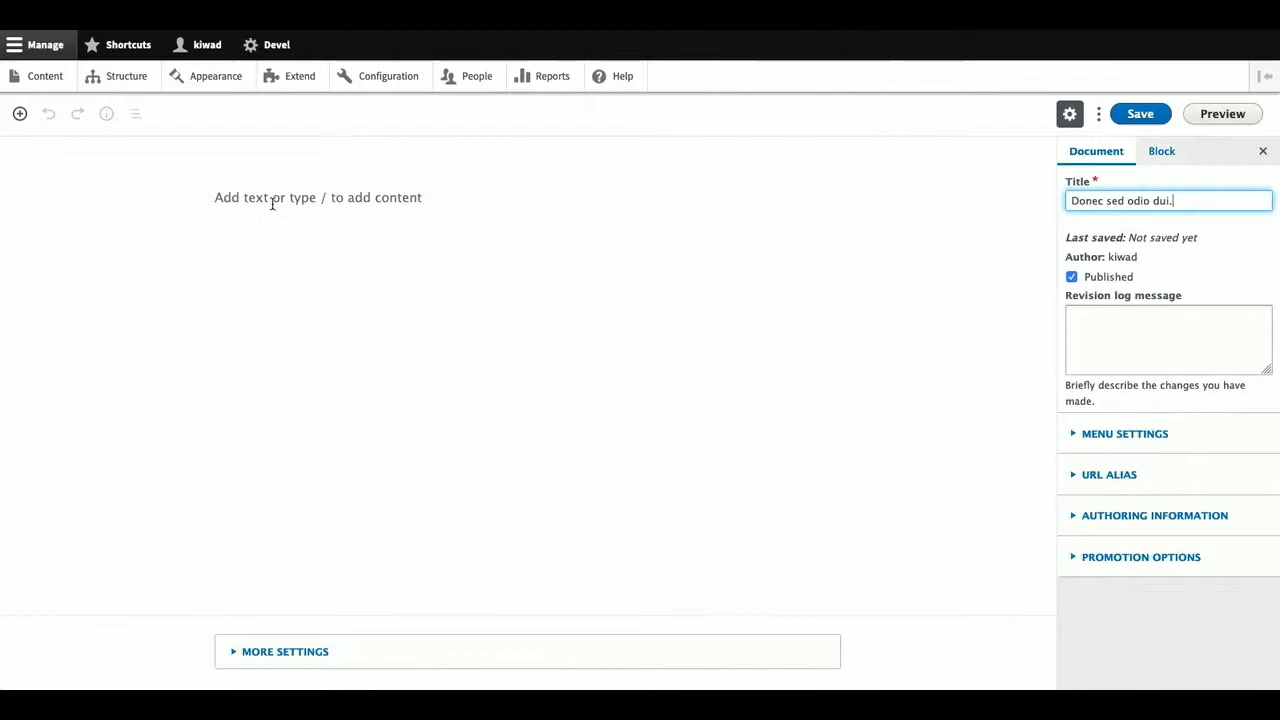 Manage Shortcuts kiwad Devel
Content Structure Appearance Extend Configuration People Reports Help
Save Preview
Document Block
Title *
Add text or type / to add content
Donec sed odio dui.
Last saved: Not saved yet
Author: kiwad
Published
Revision log message
Briefly describe the changes you have
made.
MENU SETTINGS
URL ALIAS
AUTHORING INFORMATION
PROMOTION OPTIONS
MORE SETTINGS